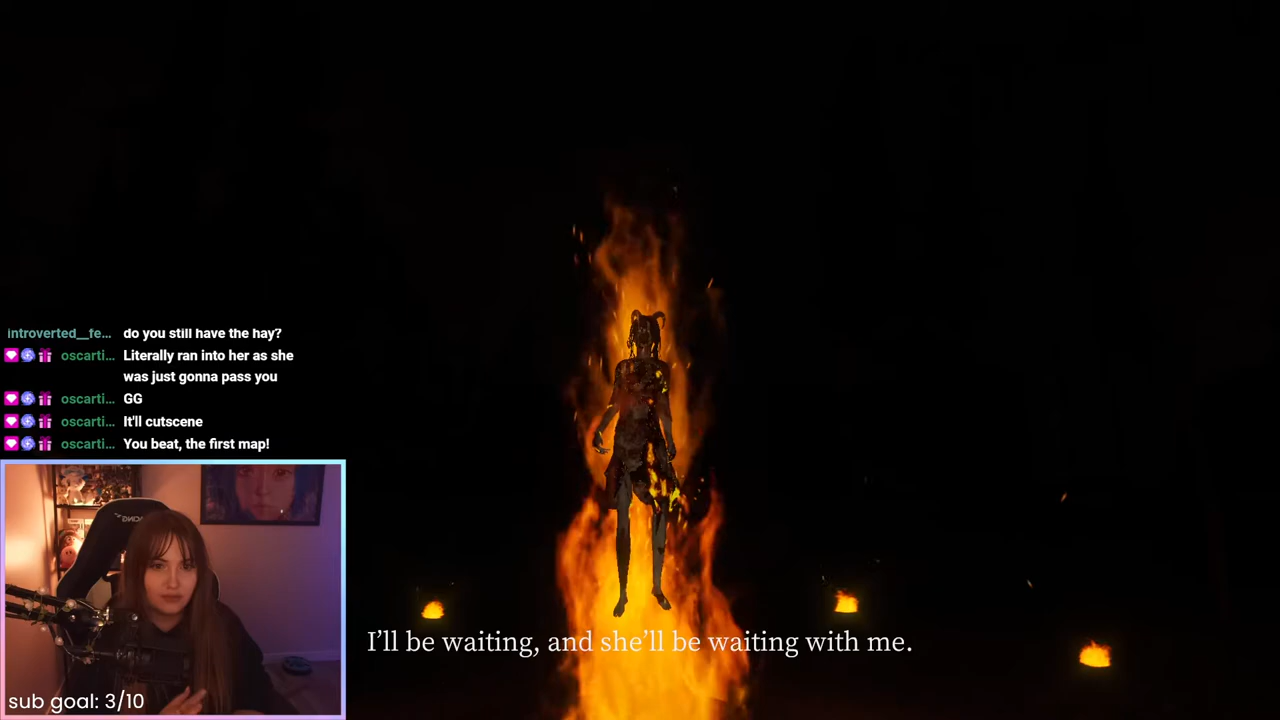 introverted__fe... do you still have the hay?
oscarti... Literally ran into her as she
was just gonna pass you
oscarti... GG
oscarti... It'll cutscene
oscarti... You beat, the first map!
I’ll be waiting, and she’ll be waiting with me.
sub goal: 3/10